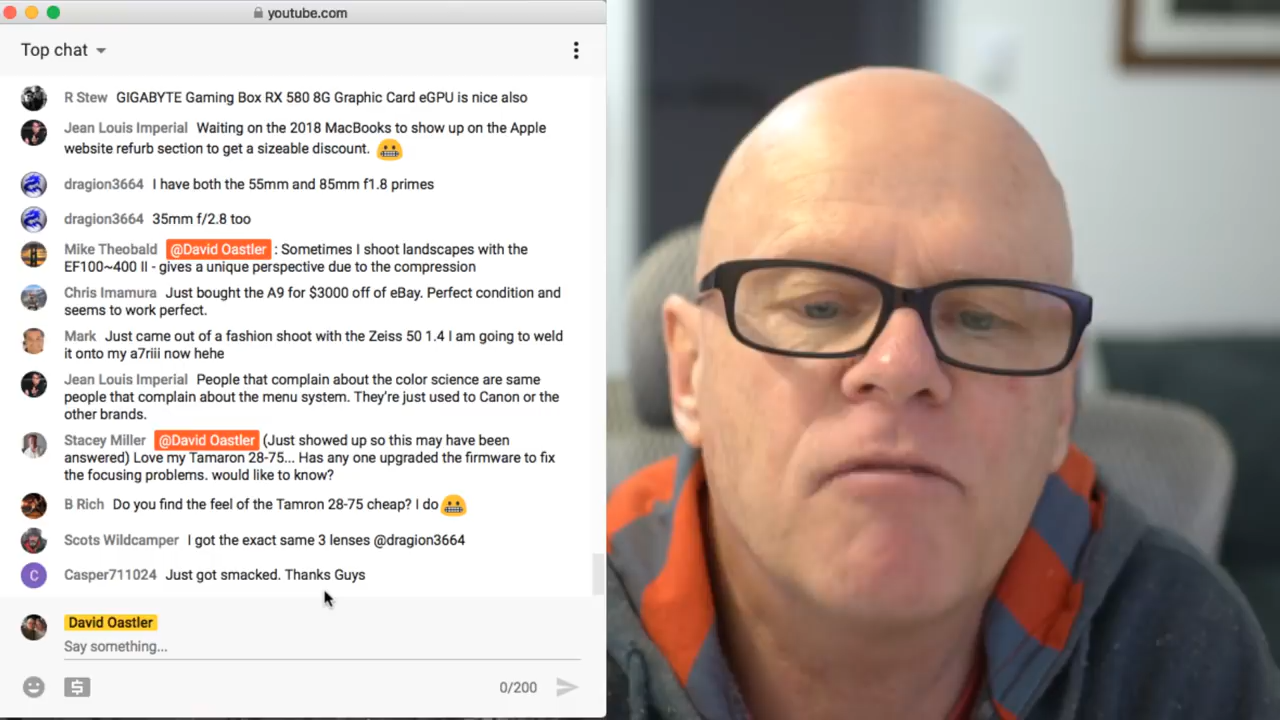 youtube.com
Top chat
R Stew GIGABYTE Gaming Box RX 580 8G Graphic Card eGPU is nice also
Jean Louis Imperial Waiting on the 2018 MacBooks to show up on the Apple
website refurb section to get a sizeable discount. 😬
dragion3664 I have both the 55mm and 85mm f1.8 primes
dragion3664 35mm f/2.8 too
Mike Theobald @David Oastler : Sometimes I shoot landscapes with the
EF100~400 II - gives a unique perspective due to the compression
Chris Imamura Just bought the A9 for $3000 off of eBay. Perfect condition and
seems to work perfect.
Mark Just came out of a fashion shoot with the Zeiss 50 1.4 I am going to weld
it onto my a7riii now hehe
Jean Louis Imperial People that complain about the color science are same
people that complain about the menu system. They're just used to Canon or the
other brands.
Stacey Miller @David Oastler (Just showed up so this may have been
answered) Love my Tamaron 28-75... Has any one upgraded the firmware to fix
the focusing problems. would like to know?
B Rich Do you find the feel of the Tamron 28-75 cheap? I do 😬
Scots Wildcamper I got the exact same 3 lenses @dragion3664
C Casper711024 Just got smacked. Thanks Guys
David Oastler
Say something...
$ 0/200